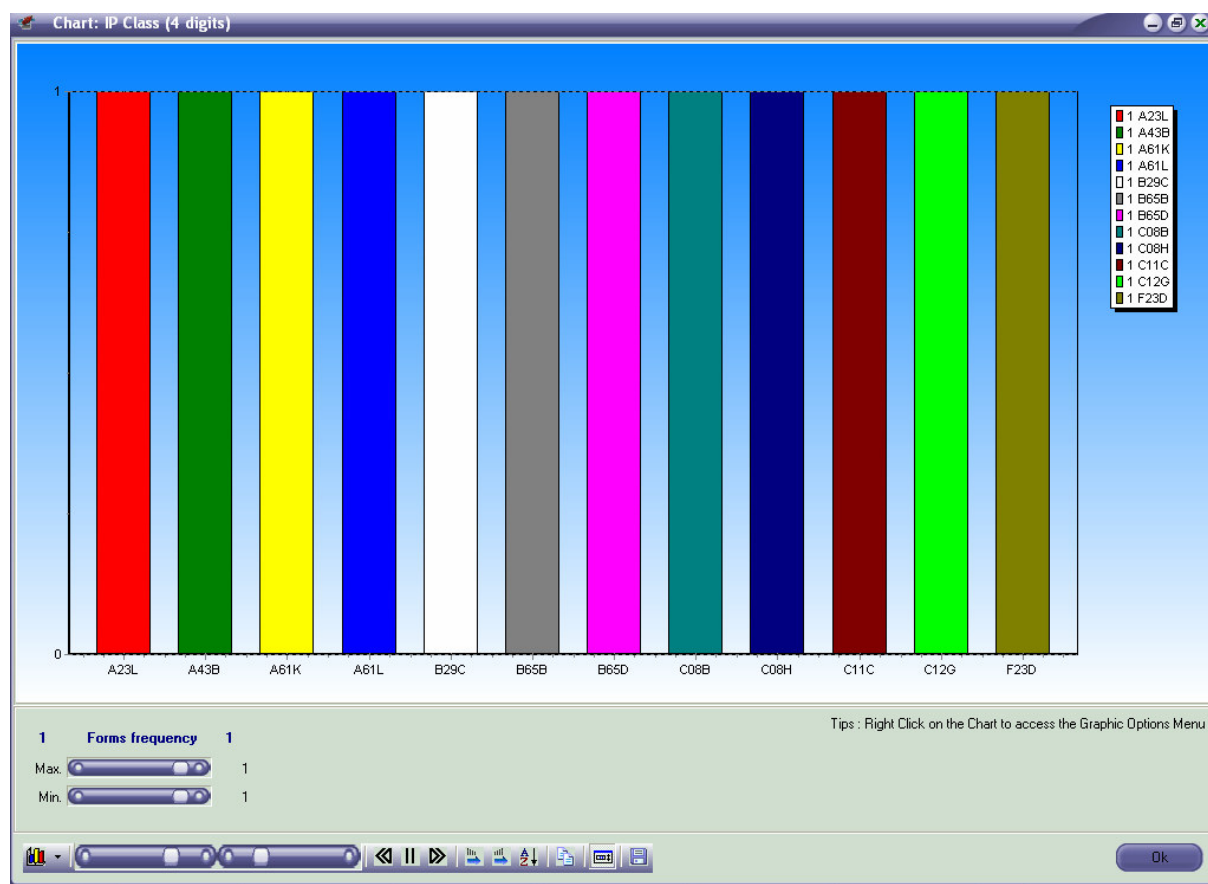 Chart: IP Class (4 digits)
1
1 A23L
1 A43B
1 A61K
1 A61L
1 B29C
1 B65B
1 B65D
1 C08B
1 C08H
1 C11C
1 C12G
1 F23D
0
A23L A43B A61K A61L B29C B65B B65D C08B C08H C11C C12G F23D
Tips : Right Click on the Chart to access the Graphic Options Menu
1 Forms frequency 1
Max. 1
Min. 1
Ok